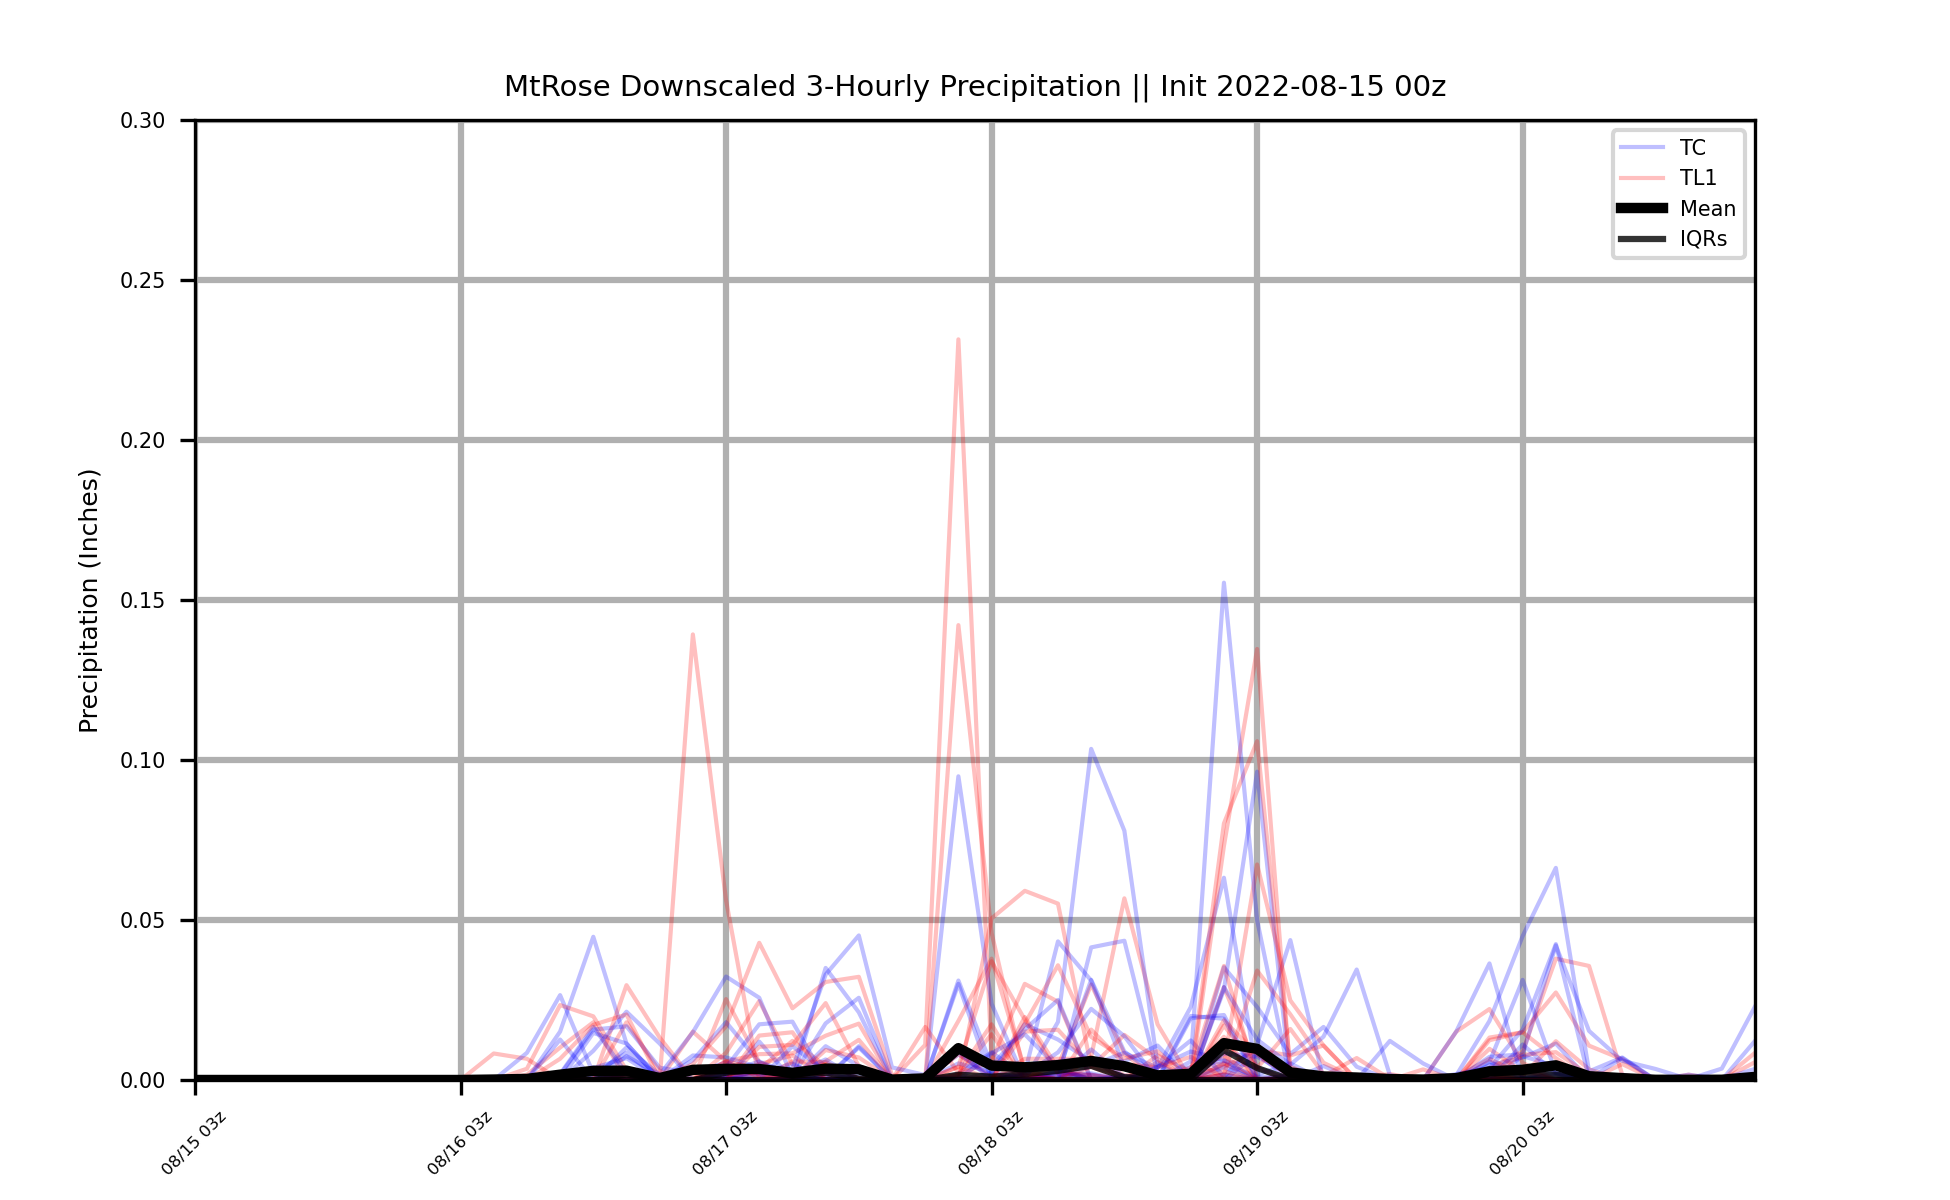 MtRose Downscaled 3-Hourly Precipitation || Init 2022-08-15 00z
0.30
0.25
0.20
0.15
0.10
0.05
0.00
Precipitation (Inches)
TC
TL1
Mean
IQRs
08/15 03z
08/16 03z
08/17 03z
08/18 03z
08/19 03z
08/20 03z